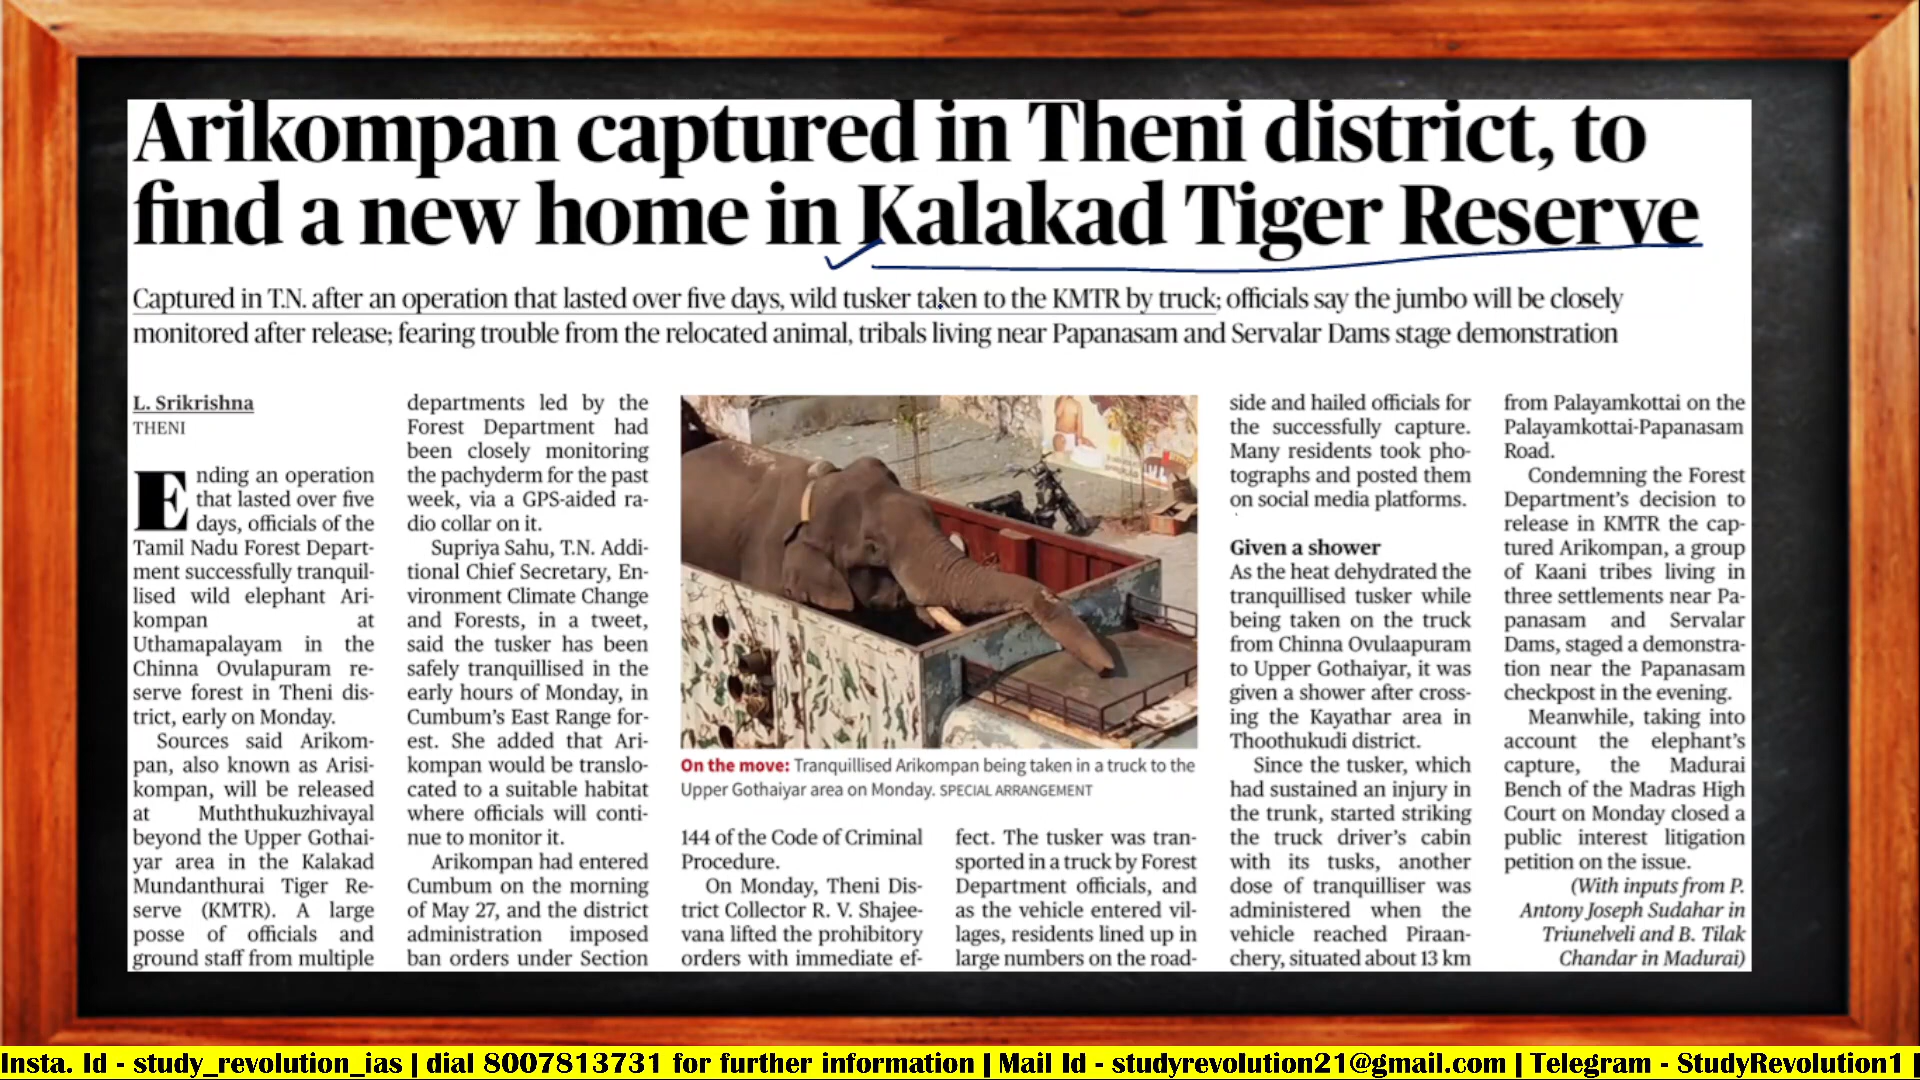 Arikompan captured in Theni district, to
find a new home in Kalakad Tiger Reserve
Captured in T.N. after an operation that lasted over five days, wild tusker taken to the KMTR by truck; officials say the jumbo will be closely
monitored after release; fearing trouble from the relocated animal, tribals living near Papanasam and Servalar Dams stage demonstration
L. Srikrishna
THENI
Ending an operation
that lasted over five
days, officials of the
Tamil Nadu Forest Depart-
ment successfully tranquil-
lised wild elephant Ari-
kompan at
Uthamapalayam in the
Chinna Ovulapuram re-
serve forest in Theni dis-
trict, early on Monday.
Sources said Arikom-
pan, also known as Arisi-
kompan, will be released
at Muththukuzhivayal
beyond the Upper Gothai-
yar area in the Kalakad
Mundanthurai Tiger Re-
serve (KMTR). A large
posse of officials and
ground staff from multiple
departments led by the
Forest Department had
been closely monitoring
the pachyderm for the past
week, via a GPS-aided ra-
dio collar on it.
Supriya Sahu, T.N. Addi-
tional Chief Secretary, En-
vironment Climate Change
and Forests, in a tweet,
said the tusker has been
safely tranquillised in the
early hours of Monday, in
Cumbum's East Range for-
est. She added that Ari-
kompan would be translo-
cated to a suitable habitat
where officials will conti-
nue to monitor it.
Arikompan had entered
Cumbum on the morning
of May 27, and the district
administration imposed
ban orders under Section
On the move: Tranquillised Arikompan being taken in a truck to the
Upper Gothaiyar area on Monday. SPECIAL ARRANGEMENT
144 of the Code of Criminal
Procedure.
On Monday, Theni Dis-
trict Collector R. V. Shajee-
vana lifted the prohibitory
orders with immediate ef-
fect. The tusker was tran-
sported in a truck by Forest
Department officials, and
as the vehicle entered vil-
lages, residents lined up in
large numbers on the road-
side and hailed officials for
the successfully capture.
Many residents took pho-
tographs and posted them
on social media platforms.
Given a shower
As the heat dehydrated the
tranquillised tusker while
being taken on the truck
from Chinna Ovulaapuram
to Upper Gothaiyar, it was
given a shower after cross-
ing the Kayathar area in
Thoothukudi district.
Since the tusker, which
had sustained an injury in
the trunk, started striking
the truck driver's cabin
with its tusks, another
dose of tranquilliser was
administered when the
vehicle reached Piraan-
chery, situated about 13 km
from Palayamkottai on the
Palayamkottai-Papanasam
Road.
Condemning the Forest
Department's decision to
release in KMTR the cap-
tured Arikompan, a group
of Kaani tribes living in
three settlements near Pa-
panasam and Servalar
Dams, staged a demonstra-
tion near the Papanasam
checkpost in the evening.
Meanwhile, taking into
account the elephant's
capture, the Madurai
Bench of the Madras High
Court on Monday closed a
public interest litigation
petition on the issue.
(With inputs from P.
Antony Joseph Sudahar in
Triunelveli and B. Tilak
Chandar in Madurai)
Insta. Id - study_revolution_ias | dial 8007813731 for further information | Mail Id - studyrevolution21@gmail.com | Telegram - StudyRevolution1 |